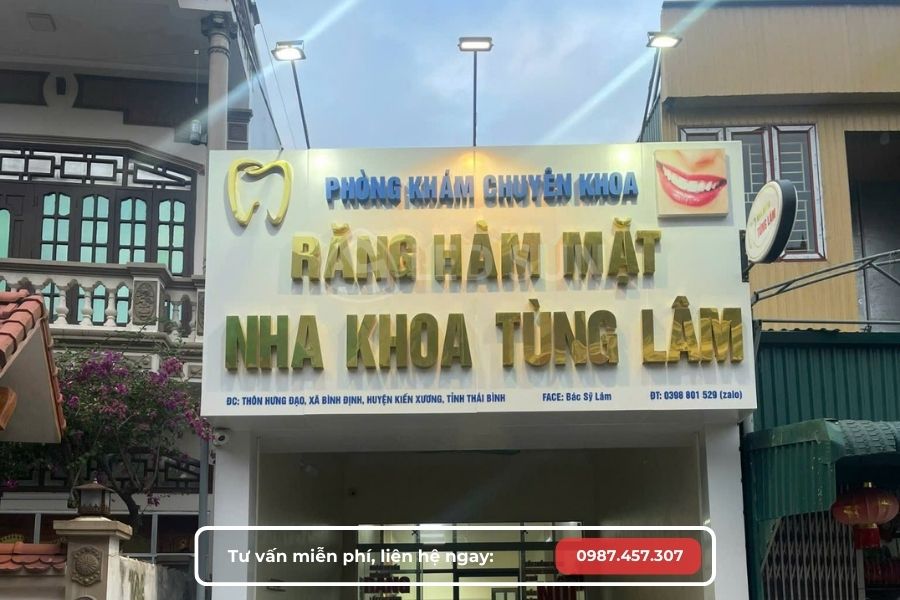 PHÒNG KHÁM CHUYÊN KHOA
RĂNG HÀM MẶT
NHA KHOA TÙNG LÂM
ĐC: THÔN HƯNG ĐẠO, XÃ BÌNH ĐỊNH, HUYỆN KIẾN XƯƠNG, TỈNH THÁI BÌNH FACE: Bác Sỹ Lâm ĐT: 0398 801 529 (zalo)
TÙNG LÂM
Tư vấn miễn phí, liên hệ ngay: 0987.457.307